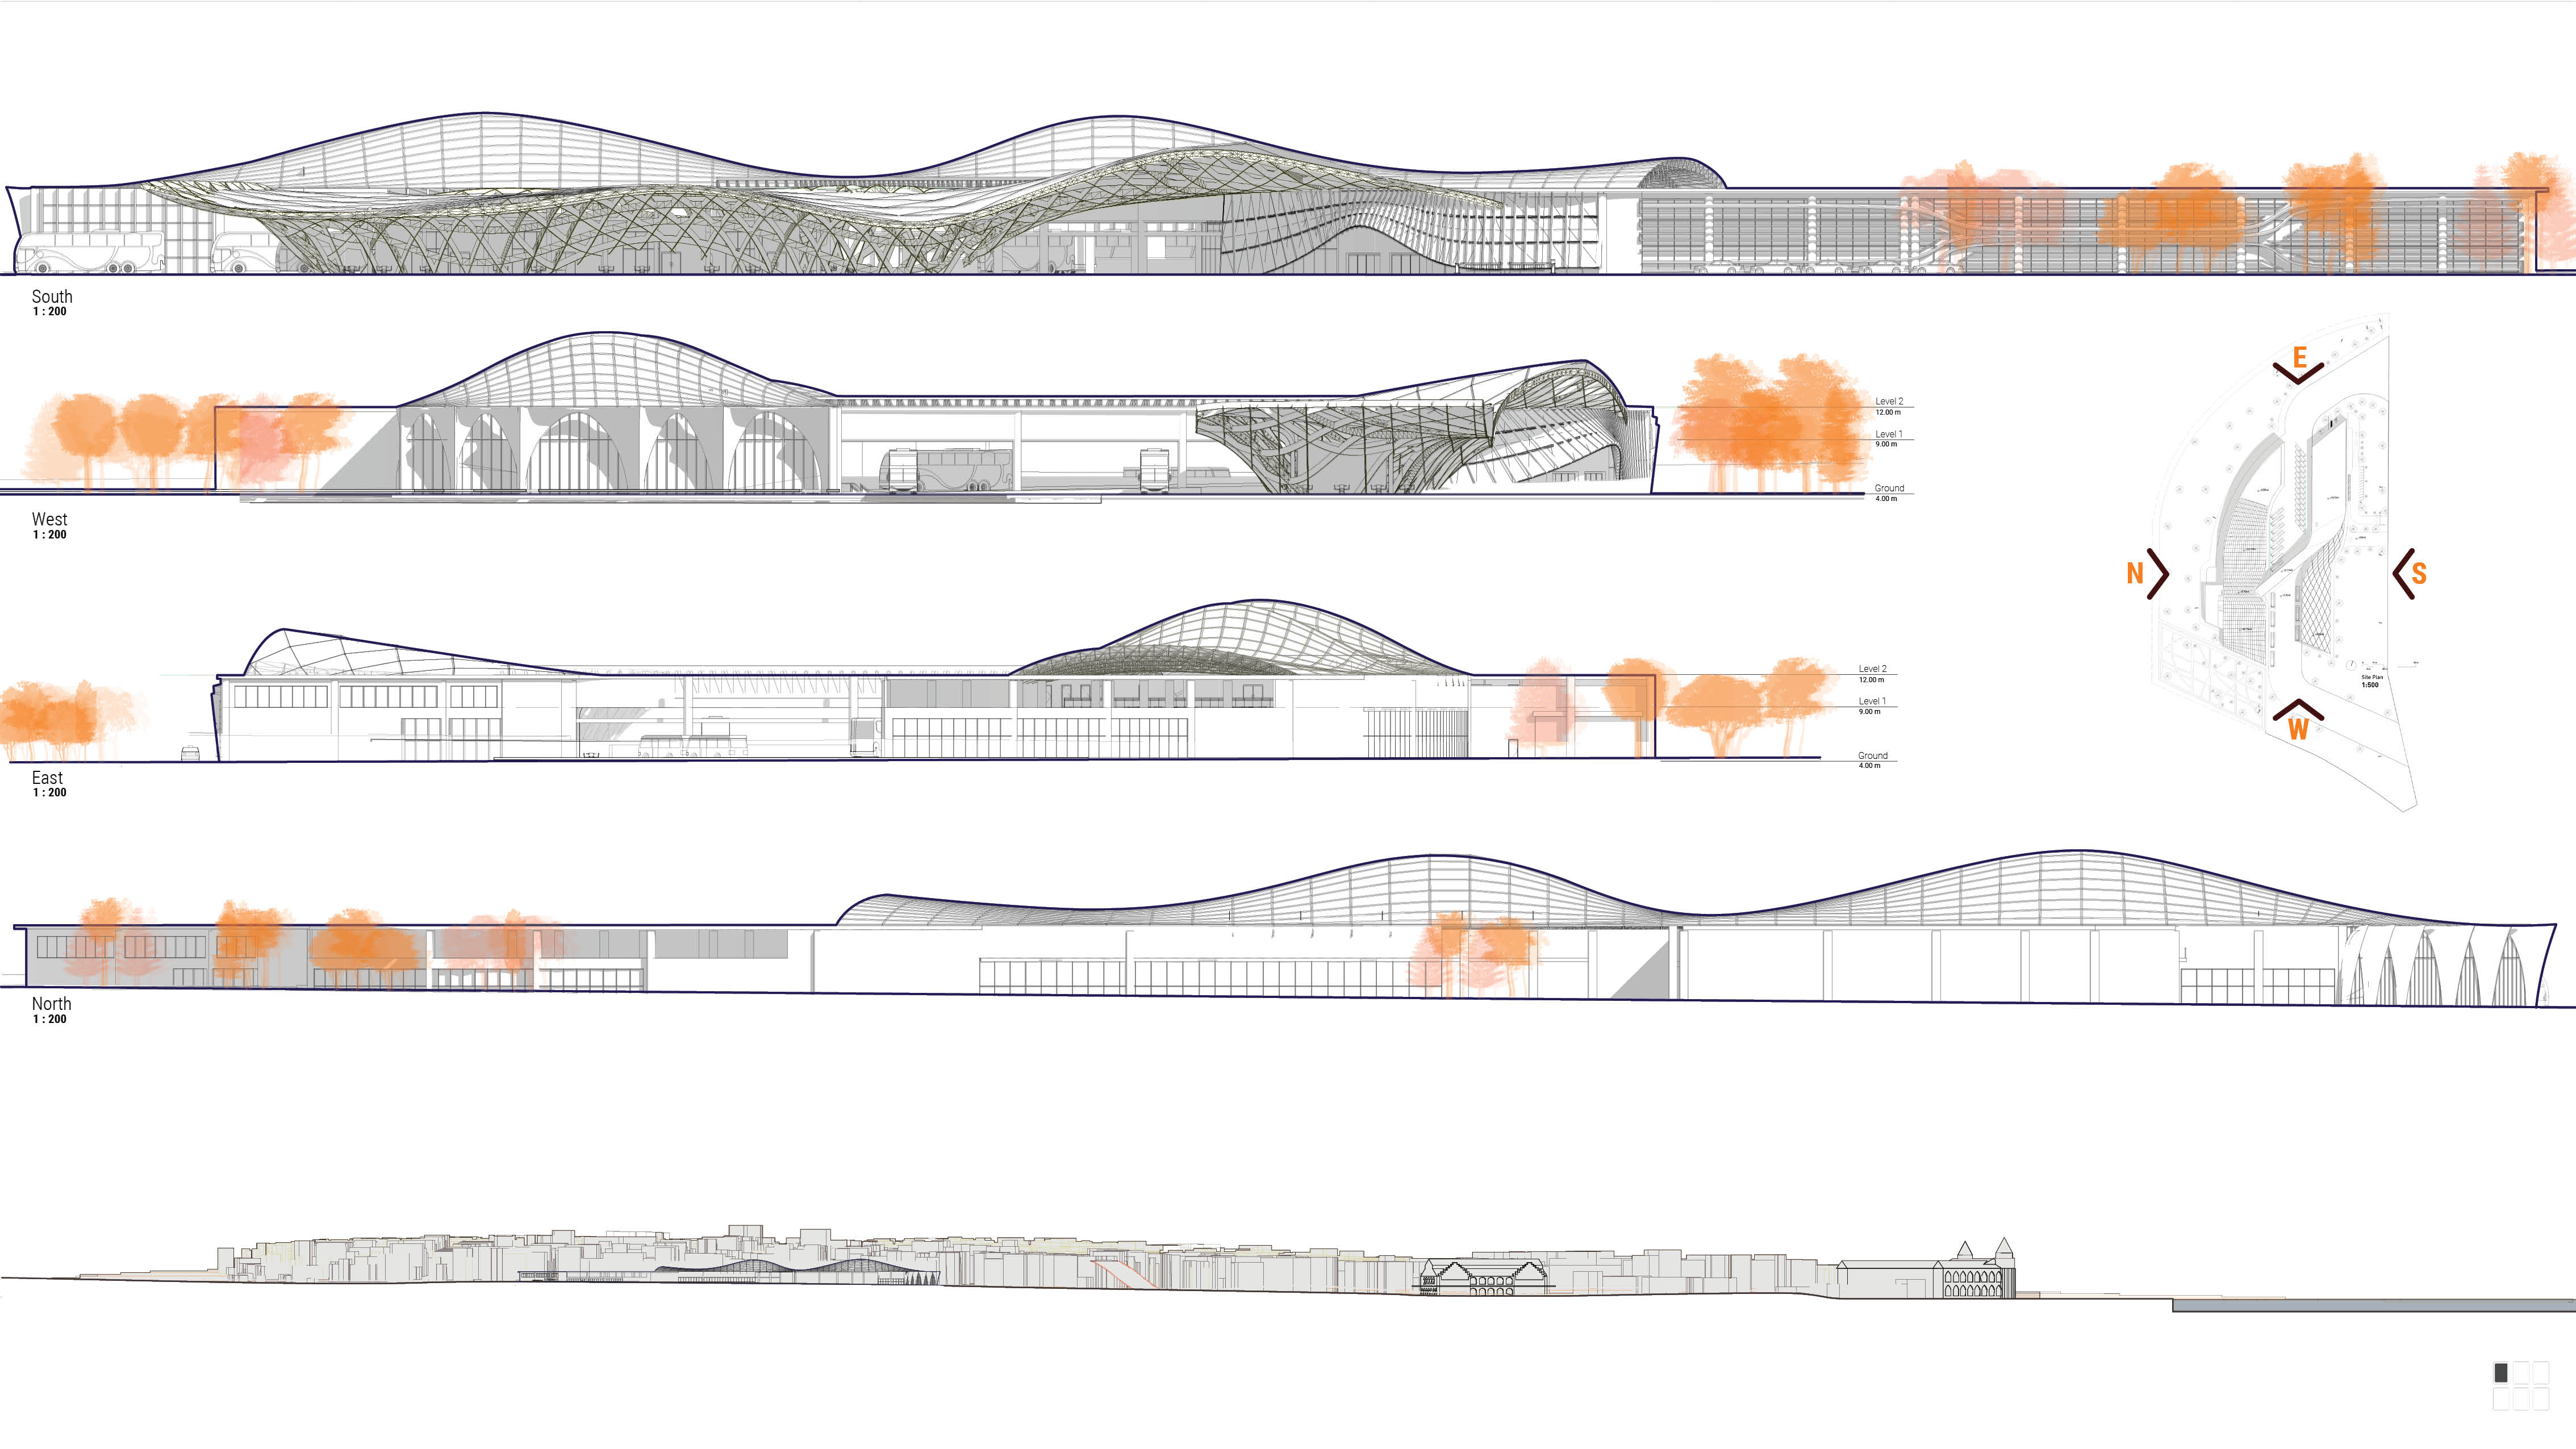 South
1 : 200
Level 2
12.00 m
Level 1
9.00 m
Ground
4.00 m
West
1 : 200
E
N
S
W
Site Plan
1:500
Level 2
12.00 m
Level 1
9.00 m
Ground
4.00 m
East
1 : 200
North
1 : 200